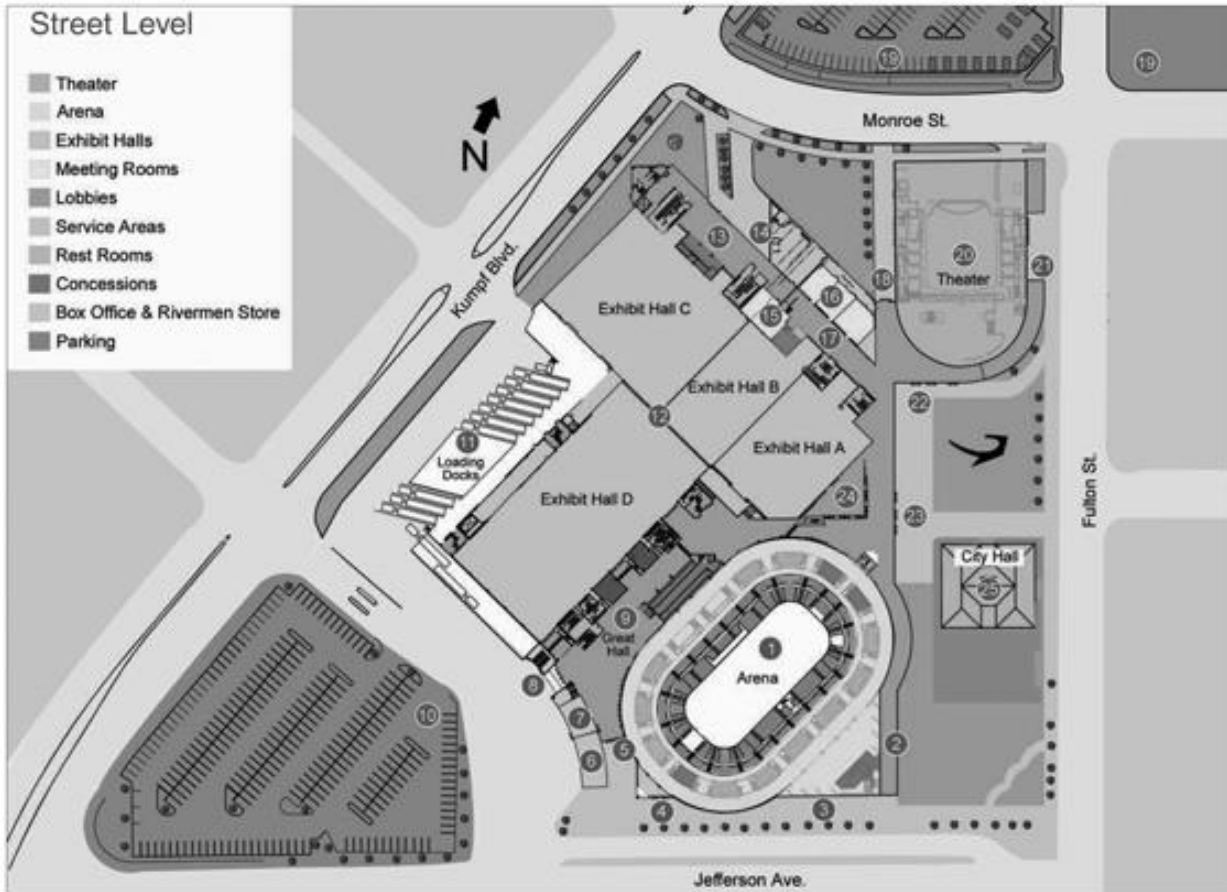 Street Level
Theater
Arena
Exhibit Halls
Meeting Rooms
Lobbies
Service Areas
Rest Rooms
Concessions
Box Office & Rivermen Store
Parking
N
19
19
Monroe St.
Kumpf Blvd.
13
14
20
Theater
21
18
16
15
17
Exhibit Hall C
Exhibit Hall B
12
22
11
Loading
Docks
Exhibit Hall A
Exhibit Hall D
24
23
Fulton St.
City Hall
25
9
Great
Hall
1
Arena
8
7
10
5
6
2
4
3
Jefferson Ave.